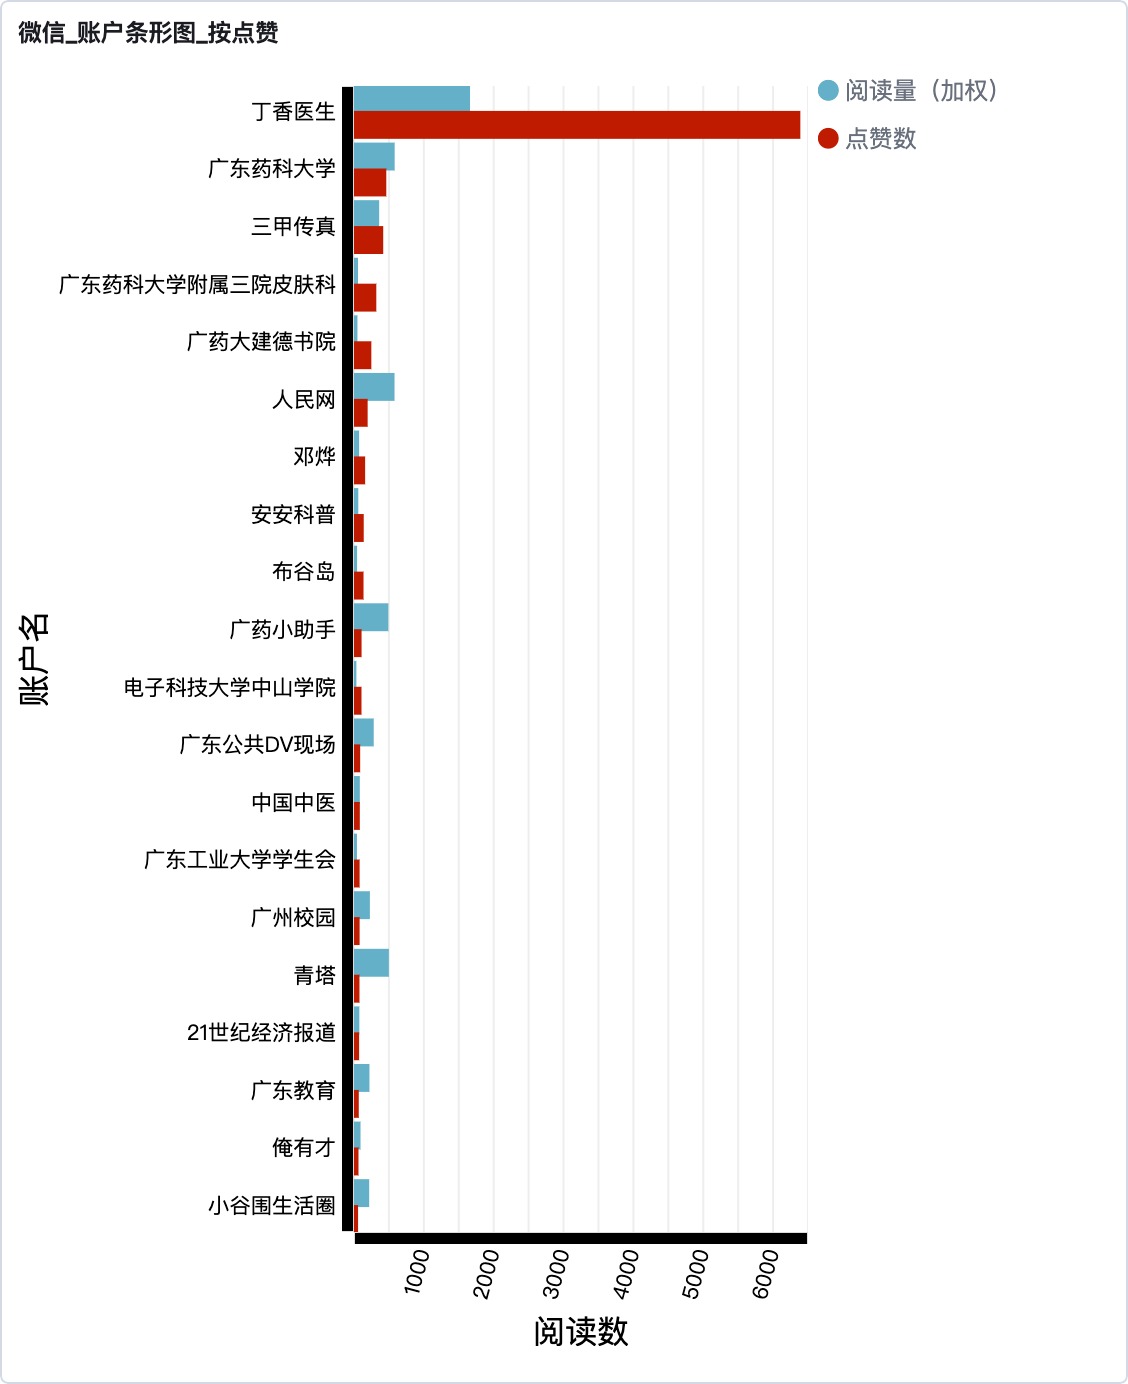 微信_账户条形图_按点赞
阅读量（加权）
点赞数
丁香医生
广东药科大学
三甲传真
广东药科大学附属三院皮肤科
广药大建德书院
人民网
邓烨
安安科普
布谷岛
广药小助手
电子科技大学中山学院
广东公共DV现场
中国中医
广东工业大学学生会
广州校园
青塔
21世纪经济报道
广东教育
俺有才
小谷围生活圈
账户名
1000
2000
3000
4000
5000
6000
阅读数